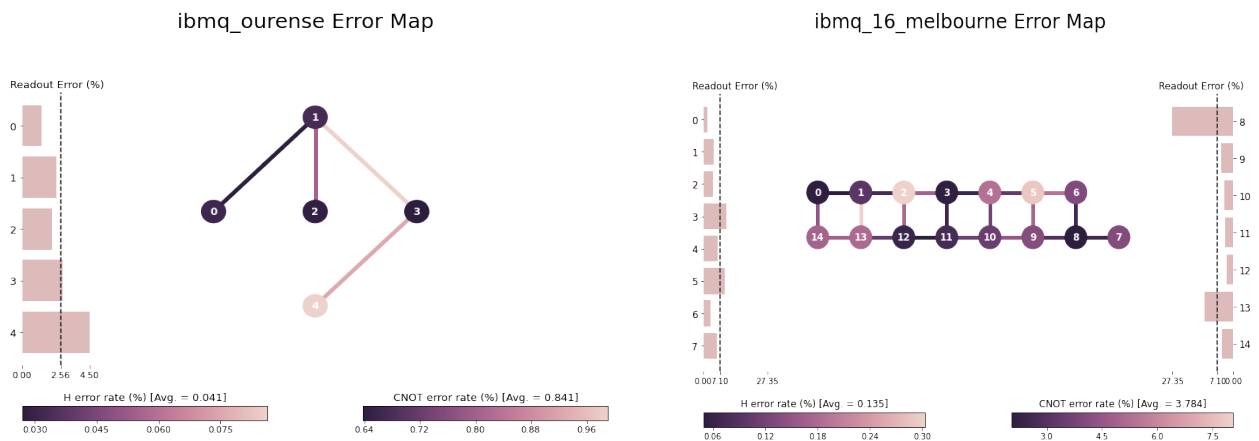 ibmq_ourense Error Map
Readout Error (%)
0
1
2
3
4
0.00 2.56 4.50
1
0 2 3
4
H error rate (%) [Avg. = 0.041]
0.030 0.045 0.060 0.075
CNOT error rate (%) [Avg. = 0.841]
0.64 0.72 0.80 0.88 0.96
ibmq_16_melbourne Error Map
Readout Error (%)
0
1
2
3
4
5
6
7
0.007.10 27.35
0 1 2 3 4 5 6
14 13 12 11 10 9 8 7
Readout Error (%)
8
9
10
11
12
13
14
27.35 7.100.00
H error rate (%) [Avg. = 0.135]
0.06 0.12 0.18 0.24 0.30
CNOT error rate (%) [Avg. = 3.784]
3.0 4.5 6.0 7.5